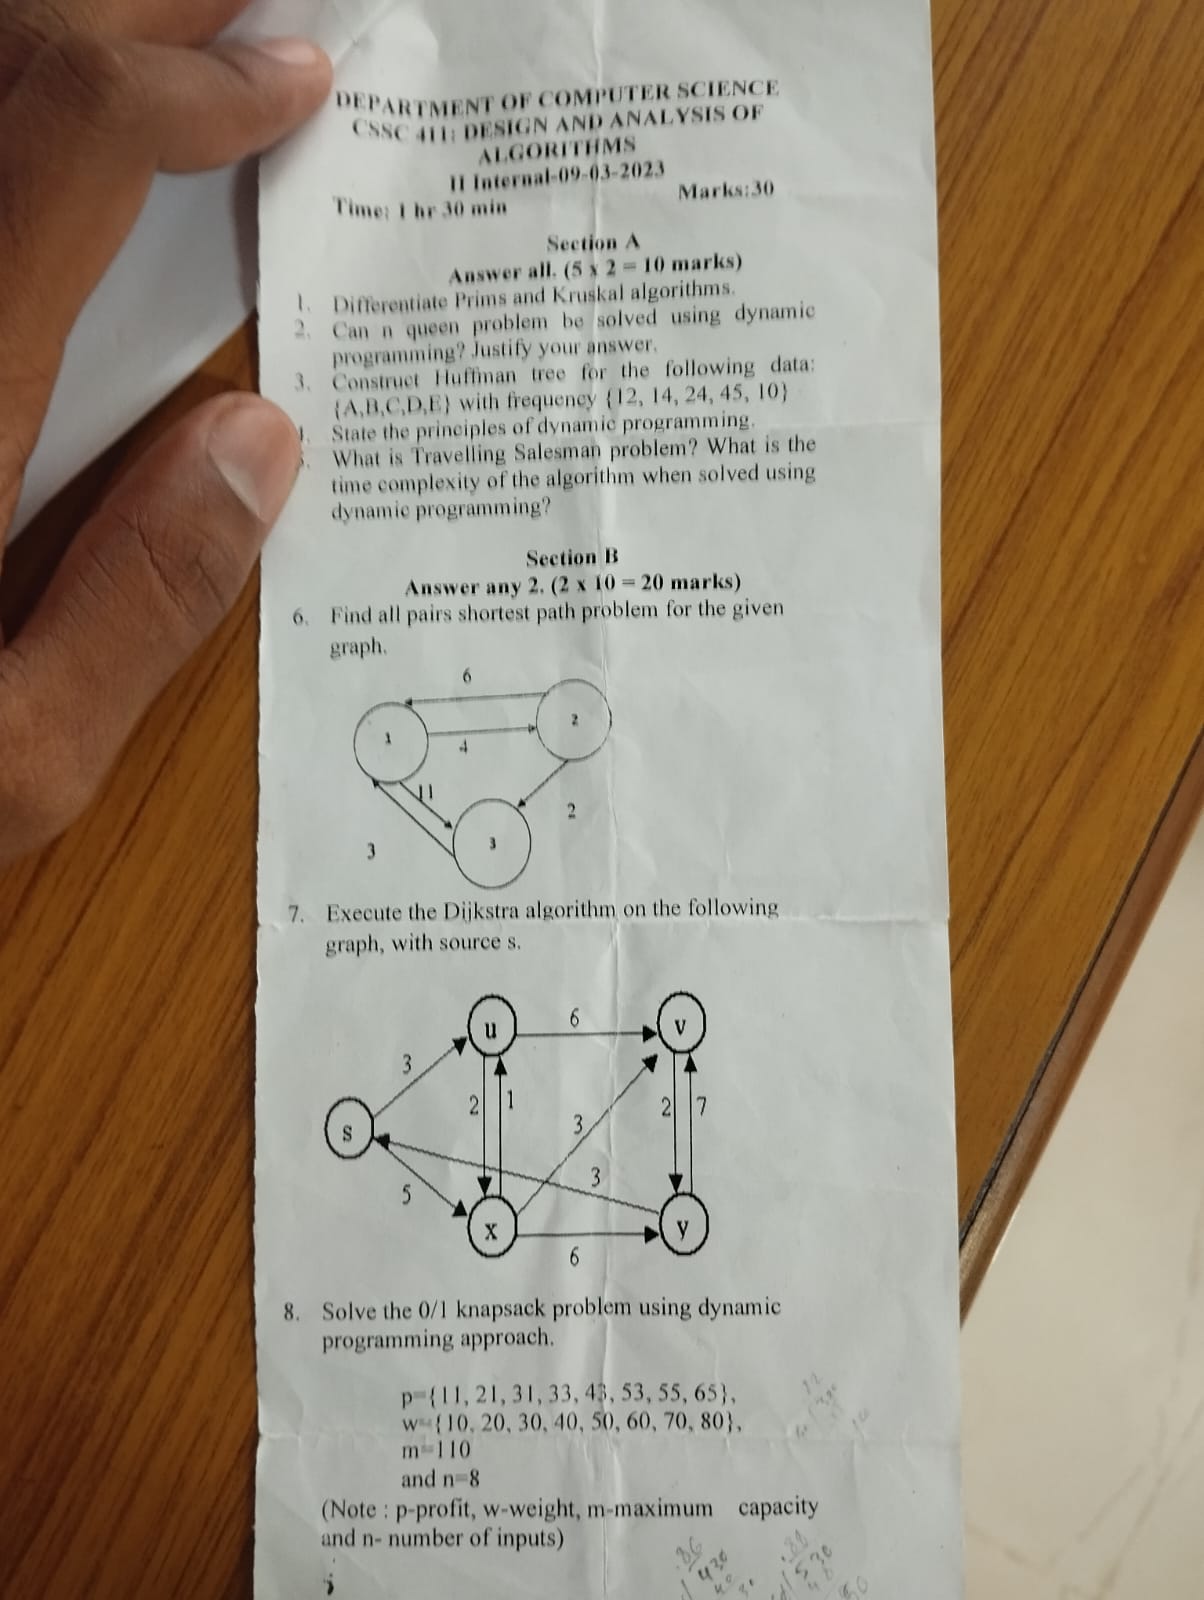 DEPARTMENT OF COMPUTER SCIENCE
CSSC 411: DESIGN AND ANALYSIS OF
ALGORITHMS
II Internal-09-03-2023
Time: 1 hr 30 min
Marks:30
Section A
Answer all. (5 x 2 = 10 marks)
1. Differentiate Prims and Kruskal algorithms.
2. Can n queen problem be solved using dynamic
programming? Justify your answer.
3. Construct Huffman tree for the following data:
{A,B,C,D,E} with frequency {12, 14, 24, 45, 10}
State the principles of dynamic programming.
What is Travelling Salesman problem? What is the
time complexity of the algorithm when solved using
dynamic programming?
Section B
Answer any 2. (2 x 10 = 20 marks)
6. Find all pairs shortest path problem for the given
graph.
6
1
2
4
11
2
3
3
7. Execute the Dijkstra algorithm on the following
graph, with source s.
u
6
v
3
2
1
2
7
s
3
3
5
x
y
6
8. Solve the 0/1 knapsack problem using dynamic
programming approach.
p={11, 21, 31, 33, 43, 53, 55, 65},
w={10, 20, 30, 40, 50, 60, 70, 80},
m=110
and n=8
(Note : p-profit, w-weight, m-maximum capacity
and n- number of inputs)